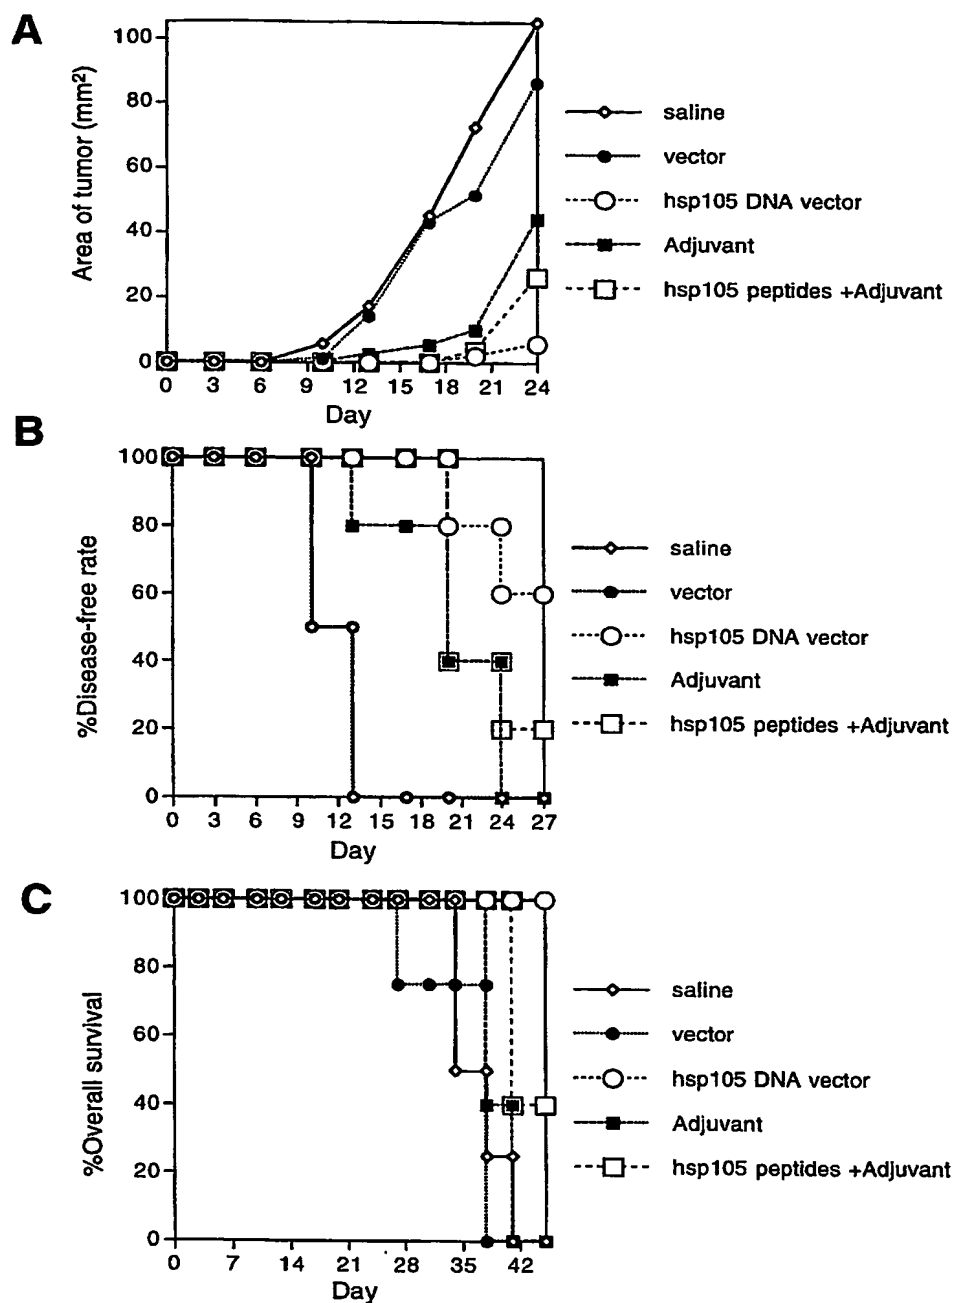 A
Area of tumor (mm²)
100
80
60
40
20
0
0 3 6 9 12 15 18 21 24
Day
saline
vector
hsp105 DNA vector
Adjuvant
hsp105 peptides +Adjuvant
B
%Disease-free rate
100
80
60
40
20
0
0 3 6 9 12 15 18 21 24 27
Day
saline
vector
hsp105 DNA vector
Adjuvant
hsp105 peptides +Adjuvant
C
%Overall survival
100
80
60
40
20
0
0 7 14 21 28 35 42
Day
saline
vector
hsp105 DNA vector
Adjuvant
hsp105 peptides +Adjuvant